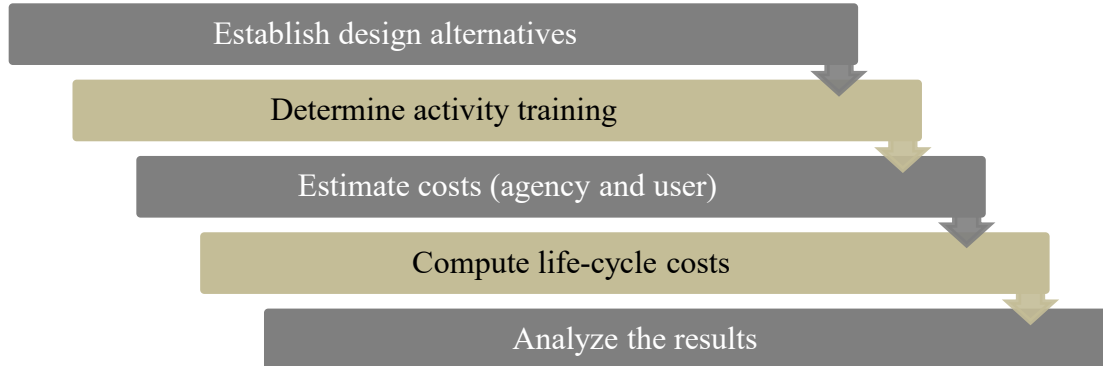 Establish design alternatives
Determine activity training
Estimate costs (agency and user)
Compute life-cycle costs
Analyze the results